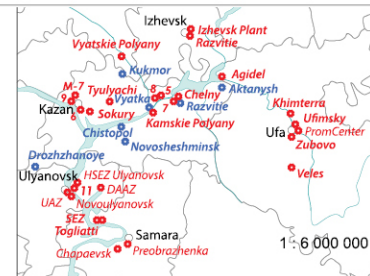 Izhevsk
Izhevsk Plant
Razvitie
Vyatskie Polyany
Kukmor
Agidel
Aktanysh
M-7
Tyulyachi
9
8
5
Chelny
7
Razvitie
Vyatka
Kazan
6
Sokury
Kamskie Polyany
Chistopol
Novosheshminsk
Khimterra
Ufimsky
Ufa
PromCenter
Zubovo
Veles
Drozhzhanoye
Ulyanovsk
HSEZ Ulyanovsk
11
DAAZ
UAZ
Novoulyanovsk
SEZ
Togliatti
Samara
Chapaevsk
Preobrazhenka
6 000 000